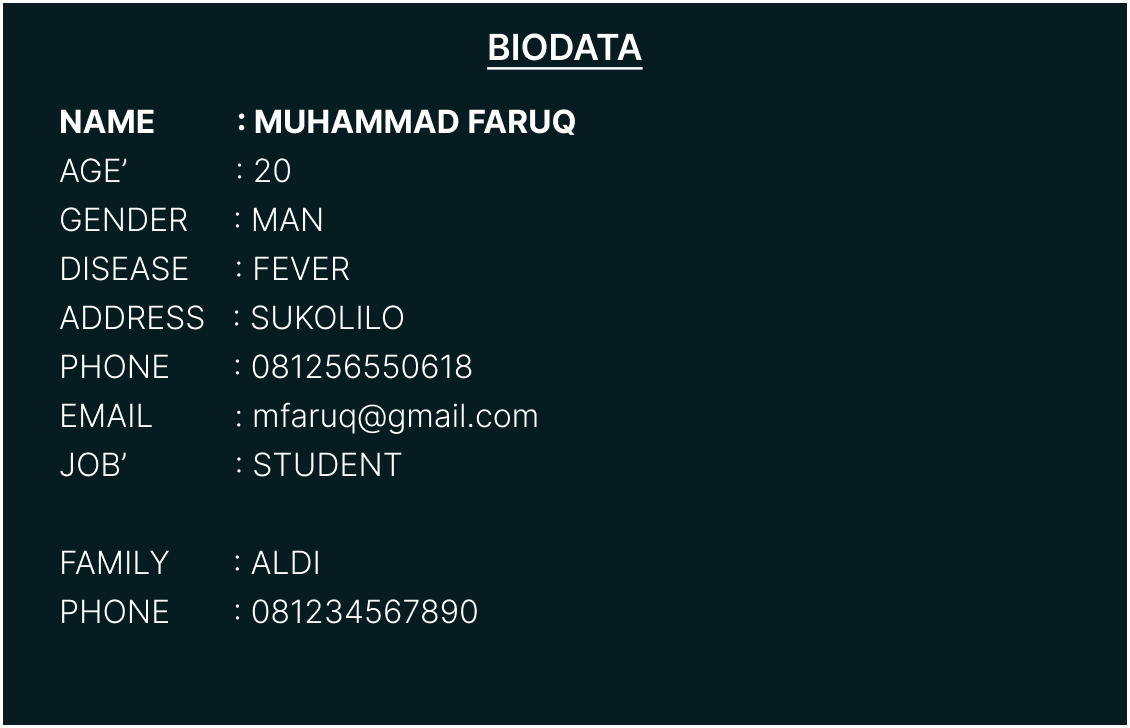 BIODATA
NAME : MUHAMMAD FARUQ
AGE’ : 20
GENDER : MAN
DISEASE : FEVER
ADDRESS : SUKOLILO
PHONE : 081256550618
EMAIL : mfaruq@gmail.com
JOB’ : STUDENT
FAMILY : ALDI
PHONE : 081234567890